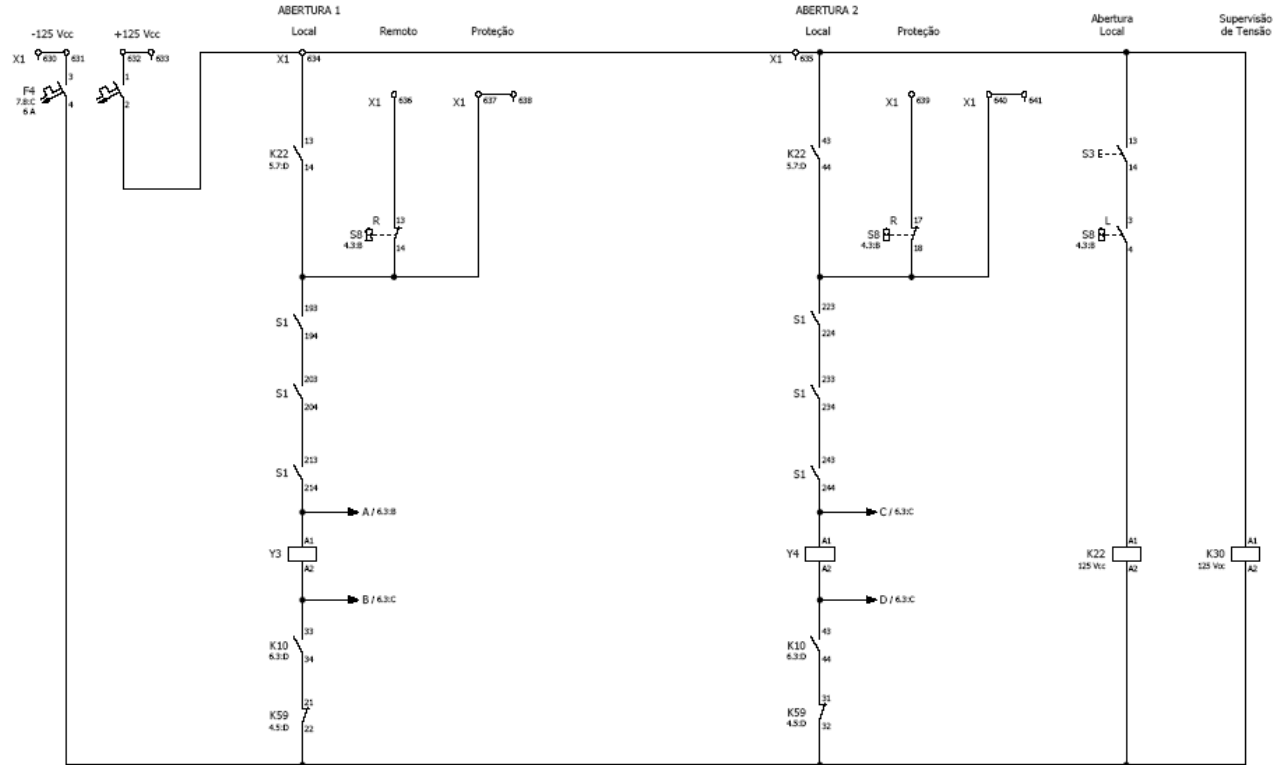 ABERTURA 1
ABERTURA 2
-125 Vcc
+125 Vcc
Local
Remoto
Proteção
Local
Proteção
Abertura
Local
Supervisão
de Tensão
X1
630
631
632
633
X1
634
X1
635
F4
7.8:C
6 A
3
4
1
2
X1
636
X1
637
638
X1
639
X1
640
641
K22
5.7:D
13
14
K22
5.7:D
43
44
S3
13
14
R
S8
4.3:B
13
14
R
S8
4.3:B
17
18
L
S8
4.3:B
3
4
S1
193
194
S1
223
224
S1
203
204
S1
233
234
S1
213
214
S1
243
244
A / 6.3:B
C / 6.3:C
Y3
A1
A2
Y4
A1
A2
K22
125 Vcc
A1
A2
K30
125 Vcc
A1
A2
B / 6.3:C
D / 6.3:C
K10
6.3:D
33
34
K10
6.3:D
43
44
K59
4.5:D
21
22
K59
4.5:D
31
32